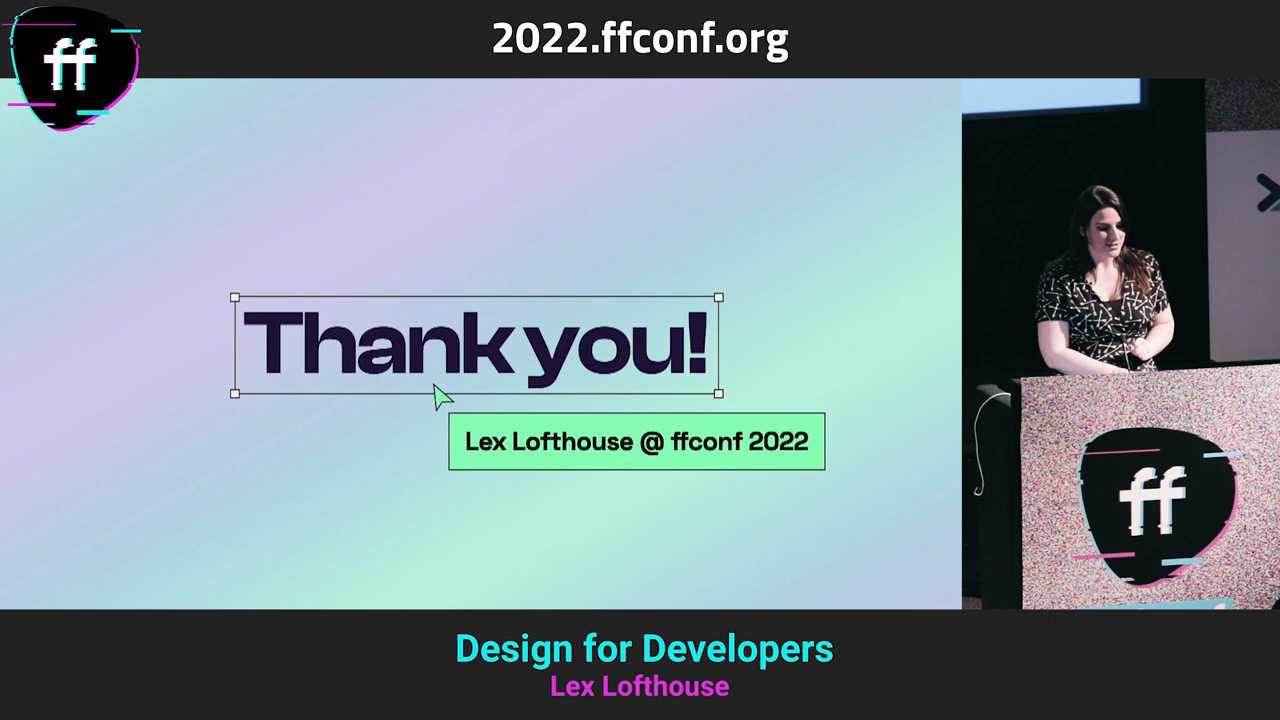 2022.ffconf.org
ff
Thank you!
Lex Lofthouse @ ffconf 2022
ff
Design for Developers
Lex Lofthouse